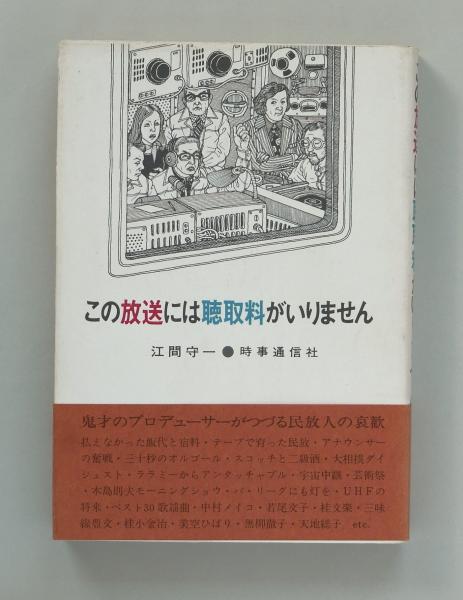 この放送には聴取料がいりません
江間守一●時事通信社
鬼才のプロデューサーがつづる民放人の哀歓
払えなかった飯代と宿料・テープで育った民放・アナウンサー
の奮戦・三十秒のオルゴール・スコッチと二級酒・大相撲ダイ
ジェスト・ララミーからアンタッチャブル・宇宙中継・芸術祭
・木島則夫モーニングショウ・パ・リーグにも灯を・UHFの
将来・ベスト30歌謡曲・中村メイコ・若尾文子・桂文楽・三味
線豊文・桂小金治・美空ひばり・黒柳徹子・天地総子 etc.